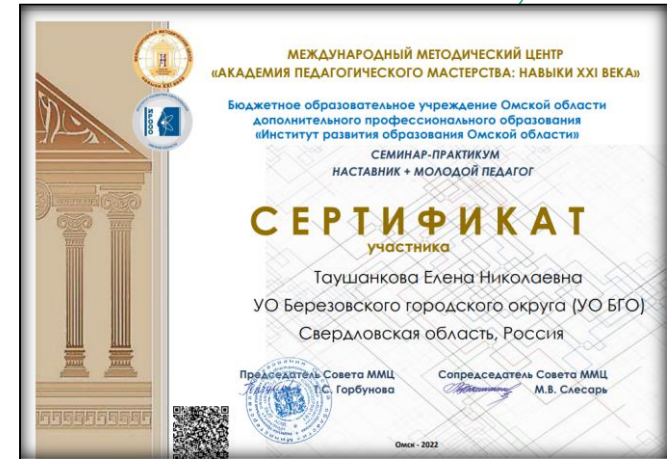 МЕЖДУНАРОДНЫЙ МЕТОДИЧЕСКИЙ ЦЕНТР
«АКАДЕМИЯ ПЕДАГОГИЧЕСКОГО МАСТЕРСТВА: НАВЫКИ XXI ВЕКА»
Бюджетное образовательное учреждение Омской области
дополнительного профессионального образования
«Институт развития образования Омской области»
СЕМИНАР-ПРАКТИКУМ
НАСТАВНИК + МОЛОДОЙ ПЕДАГОГ
СЕРТИФИКАТ
участника
Таушанкова Елена Николаевна
УО Березовского городского округа (УО БГО)
Свердловская область, Россия
Председатель Совета ММЦ
Т.С. Горбунова
Сопредседатель Совета ММЦ
М.В. Слесарь
Омск - 2022